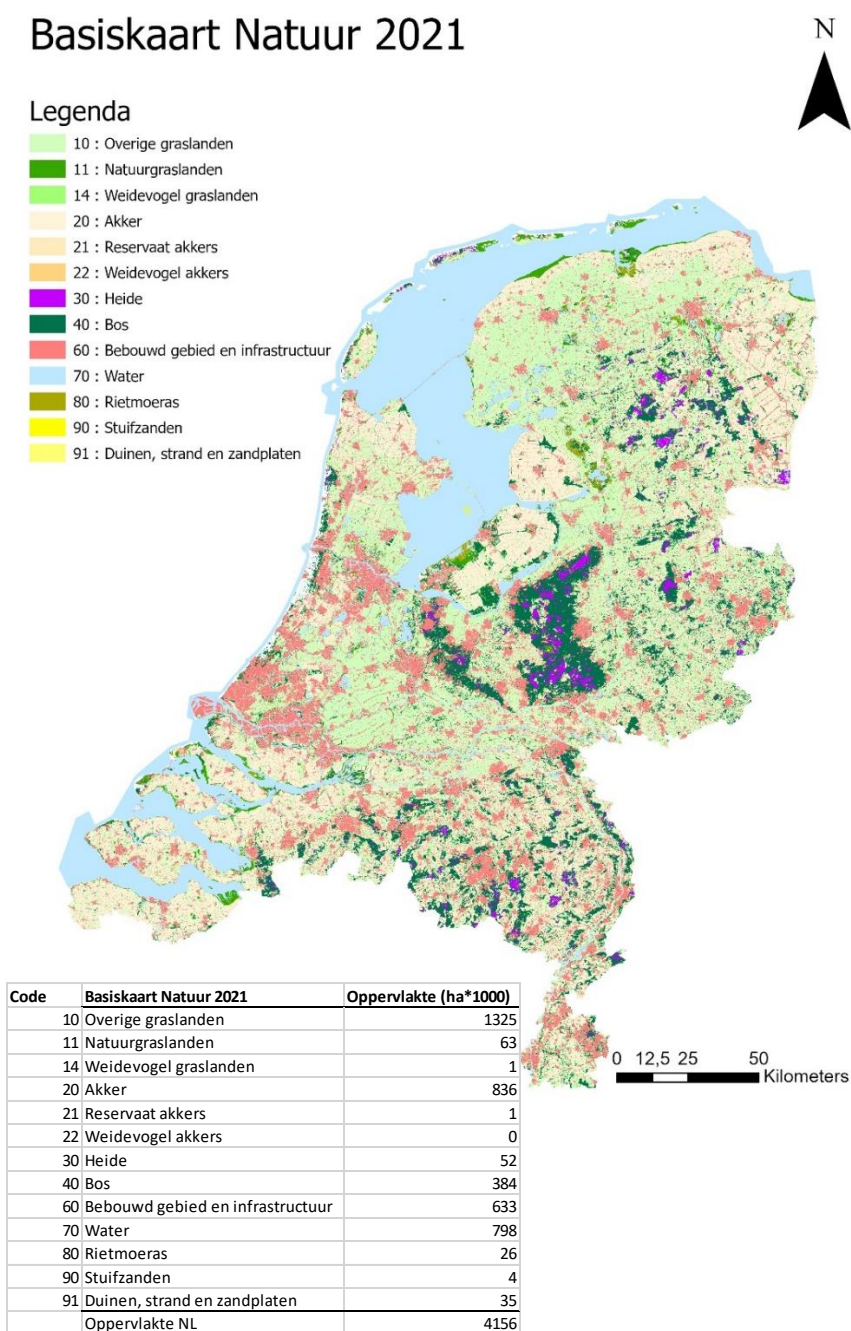 Basiskaart Natuur 2021
N
Legenda
10 : Overige graslanden
11 : Natuurgraslanden
14 : Weidevogel graslanden
20 : Akker
21 : Reservaat akkers
22 : Weidevogel akkers
30 : Heide
40 : Bos
60 : Bebouwd gebied en infrastructuur
70 : Water
80 : Rietmoeras
90 : Stuifzanden
91 : Duinen, strand en zandplaten
Code Basiskaart Natuur 2021 Oppervlakte (ha*1000)
10 Overige graslanden 1325
11 Natuurgraslanden 63
14 Weidevogel graslanden 1
20 Akker 836
21 Reservaat akkers 1
22 Weidevogel akkers 0
30 Heide 52
40 Bos 384
60 Bebouwd gebied en infrastructuur 633
70 Water 798
80 Rietmoeras 26
90 Stuifzanden 4
91 Duinen, strand en zandplaten 35
Oppervlakte NL 4156
0 12,5 25 50
Kilometers